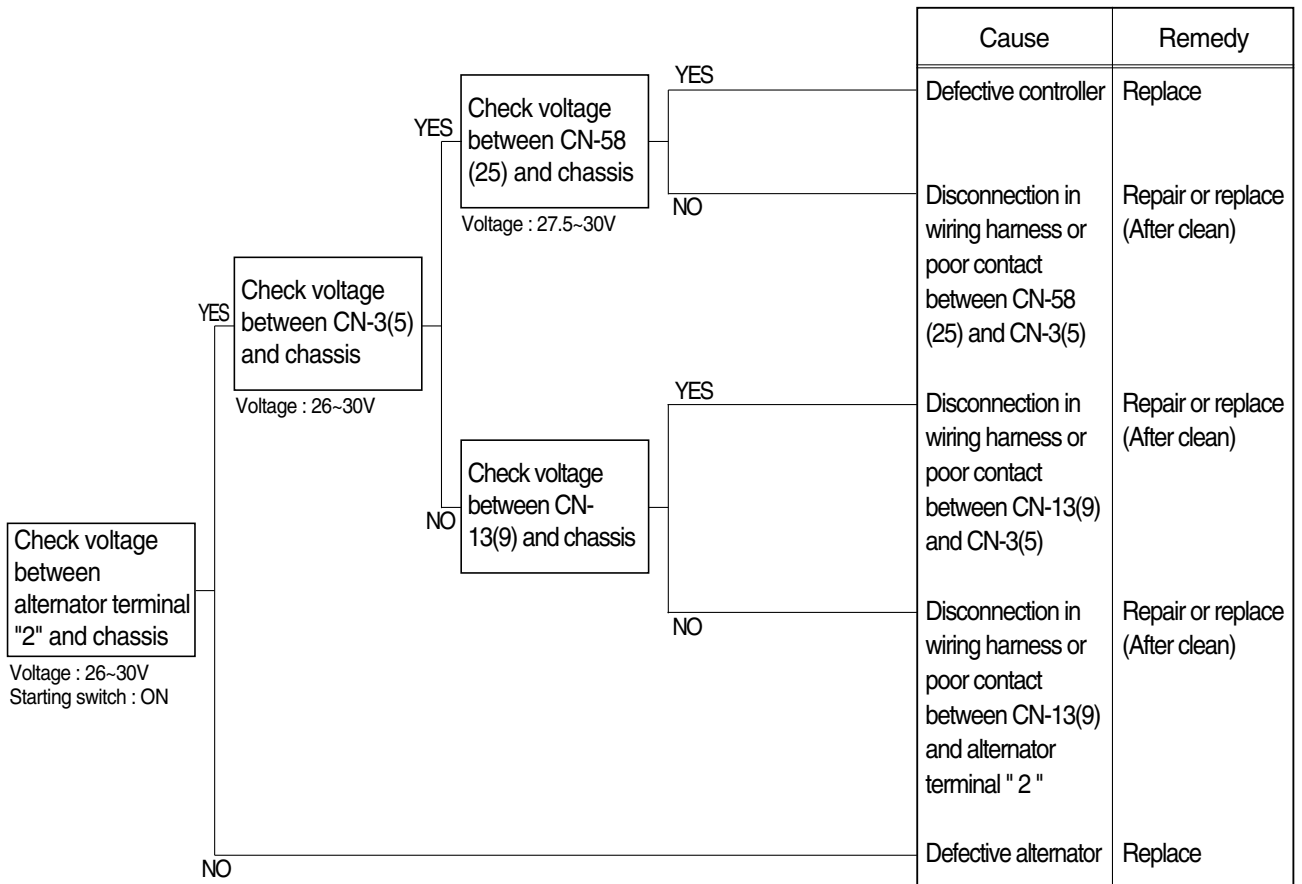 Cause
Remedy
YES
Defective controller
Replace
Check voltage
between CN-58
(25) and chassis
YES
Voltage : 27.5~30V
NO
Disconnection in
wiring harness or
poor contact
between CN-58
(25) and CN-3(5)
Repair or replace
(After clean)
Check voltage
between CN-3(5)
and chassis
YES
Voltage : 26~30V
YES
Disconnection in
wiring harness or
poor contact
between CN-13(9)
and CN-3(5)
Repair or replace
(After clean)
Check voltage
between CN-
13(9) and chassis
NO
Check voltage
between
alternator terminal
"2" and chassis
Voltage : 26~30V
Starting switch : ON
NO
Disconnection in
wiring harness or
poor contact
between CN-13(9)
and alternator
terminal " 2 "
Repair or replace
(After clean)
NO
Defective alternator
Replace